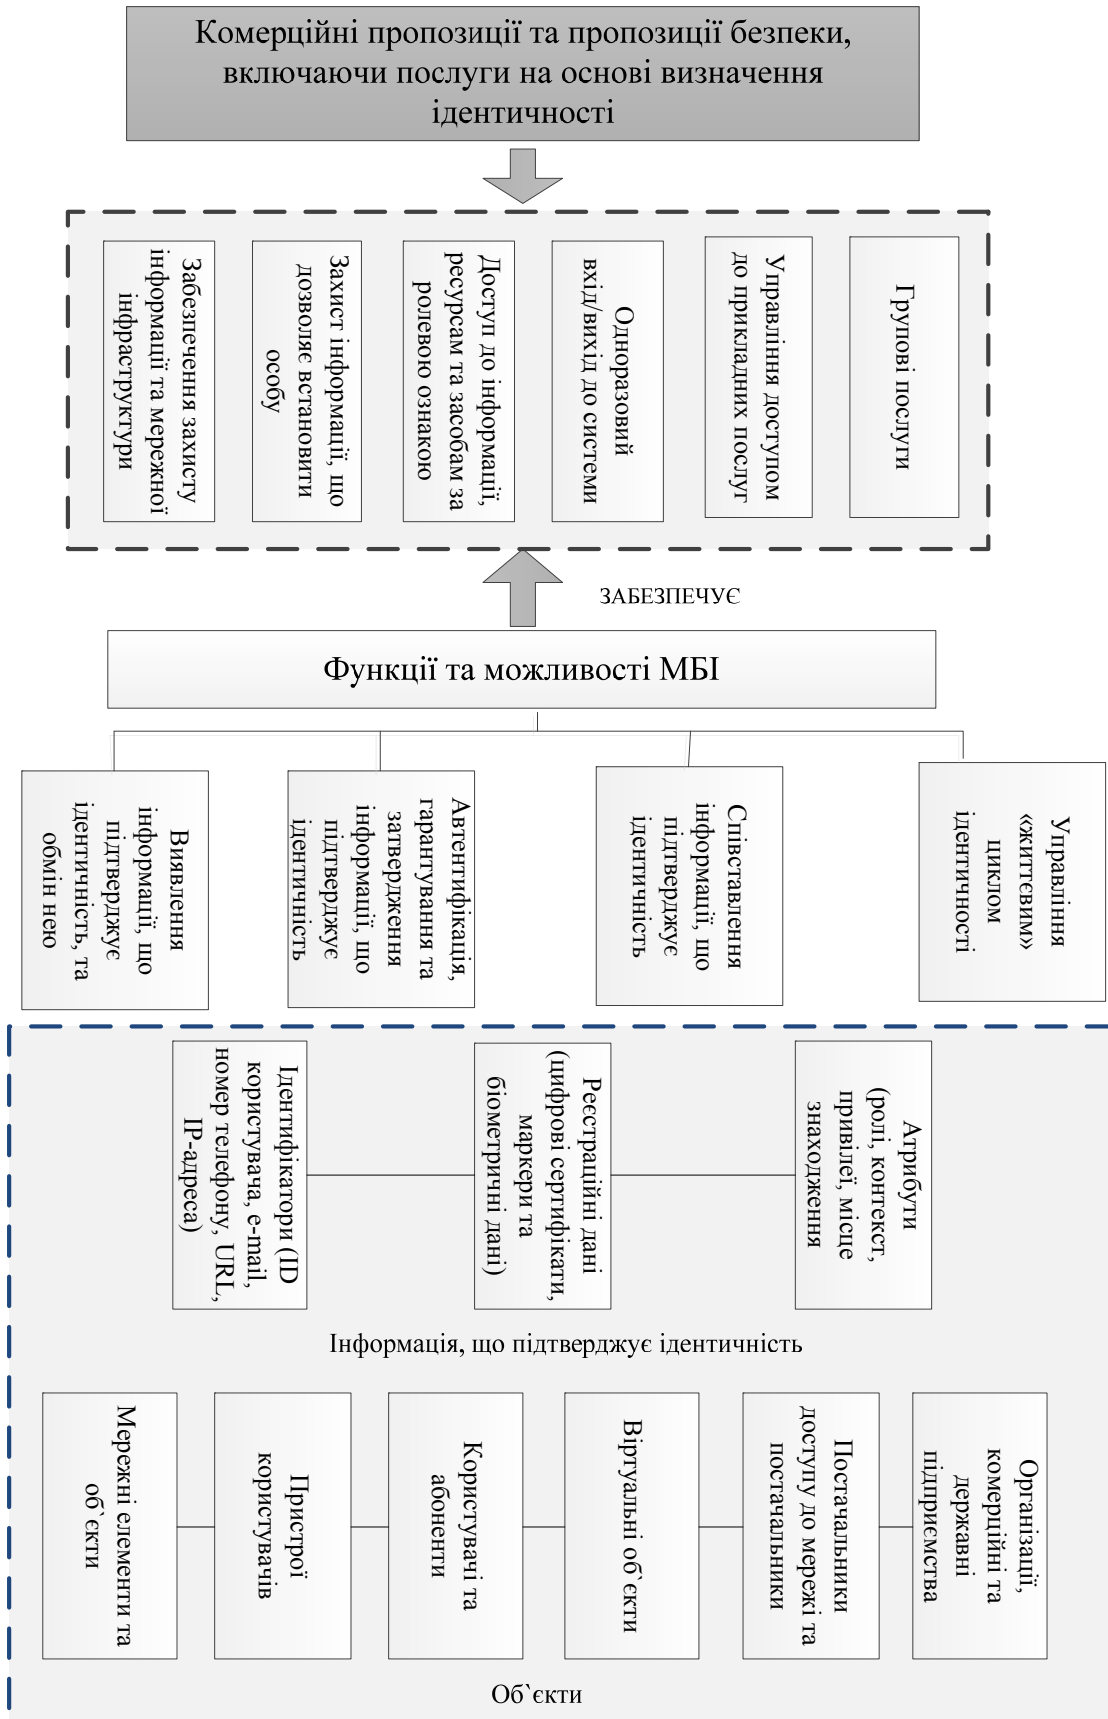 Комерційні пропозиції та пропозиції безпеки,
включаючи послуги на основі визначення
ідентичності
Забезпечення захисту
інформації та мережної
інфраструктури
Захист інформації, що
дозволяє встановити
особу
Доступ до інформації,
ресурсам та засобам за
ролевою ознакою
Одноразовий
вхід/вихід до системи
Управління доступом
до прикладних послуг
Групові послуги
ЗАБЕЗПЕЧУЄ
Функції та можливості МБІ
Виявлення
інформації, що
підтверджує
ідентичність, та
обмін нею
Автентифікація,
гарантування та
затвердження
інформації, що
підтверджує
ідентичність
Співставлення
інформації, що
підтверджує
ідентичність
Управління
«життєвим»
циклом
ідентичності
Ідентифікатори (ID
користувача, e-mail,
номер телефону, URL,
IP-адреса)
Реєстраційні дані
(цифрові сертифікати,
маркери та
біометричні дані)
Атрибути
(ролі, контекст,
привілеї, місце
знаходження
Інформація, що підтверджує ідентичність
Мережні елементи та
об`єкти
Пристрої
користувачів
Користувачі та
абоненти
Віртуальні об`єкти
Постачальники
доступу до мережі та
постачальники
Організації,
комерційні та
державні
підприємства
Об`єкти